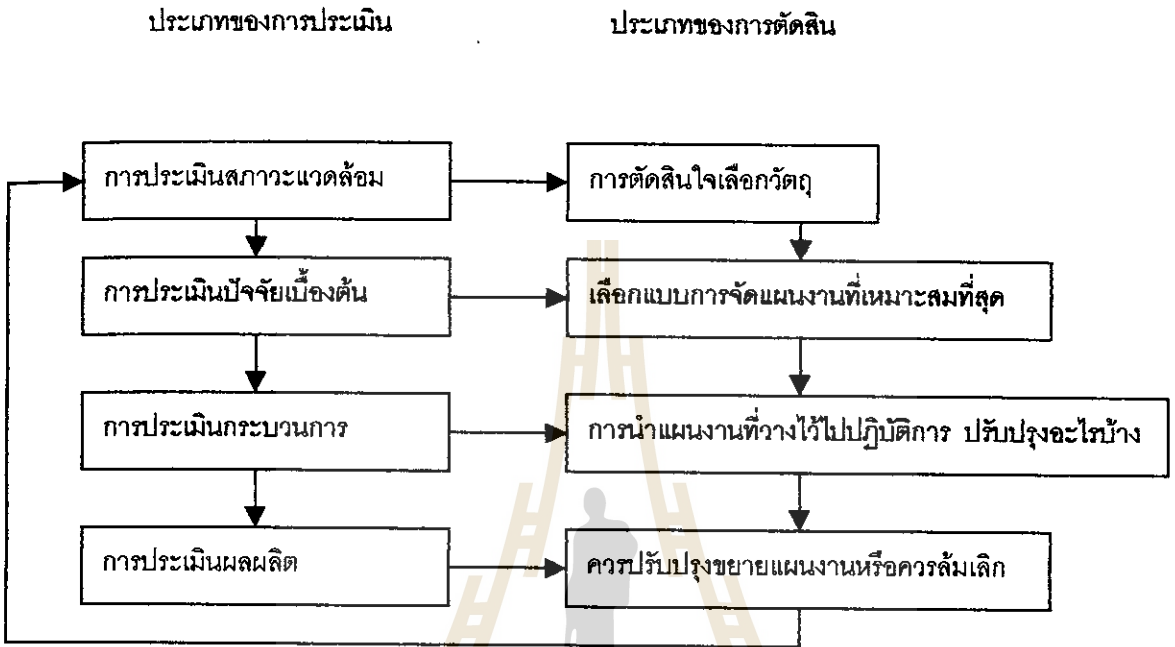 ประเภทของการประเมิน ประเภทของการตัดสิน
การประเมินสภาวะแวดล้อม การตัดสินใจเลือกวัตถุ
การประเมินปัจจัยเบื้องต้น เลือกแบบการจัดแผนงานที่เหมาะสมที่สุด
การประเมินกระบวนการ การนำแผนงานที่วางไว้ไปปฏิบัติการ ปรับปรุงอะไรบ้าง
การประเมินผลผลิต ควรปรับปรุงขยายแผนงานหรือควรล้มเลิก